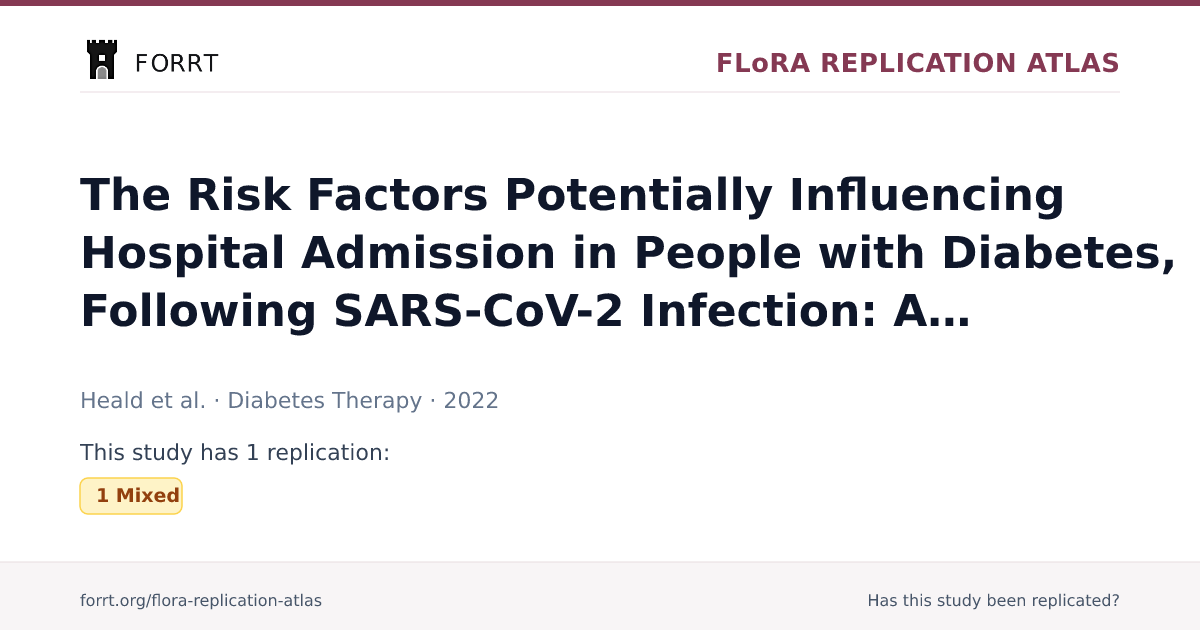 FORRT
FLoRA REPLICATION ATLAS
The Risk Factors Potentially Influencing
Hospital Admission in People with Diabetes,
Following SARS-CoV-2 Infection: A…
Heald et al. · Diabetes Therapy · 2022
This study has 1 replication:
1 Mixed
forrt.org/flora-replication-atlas
Has this study been replicated?